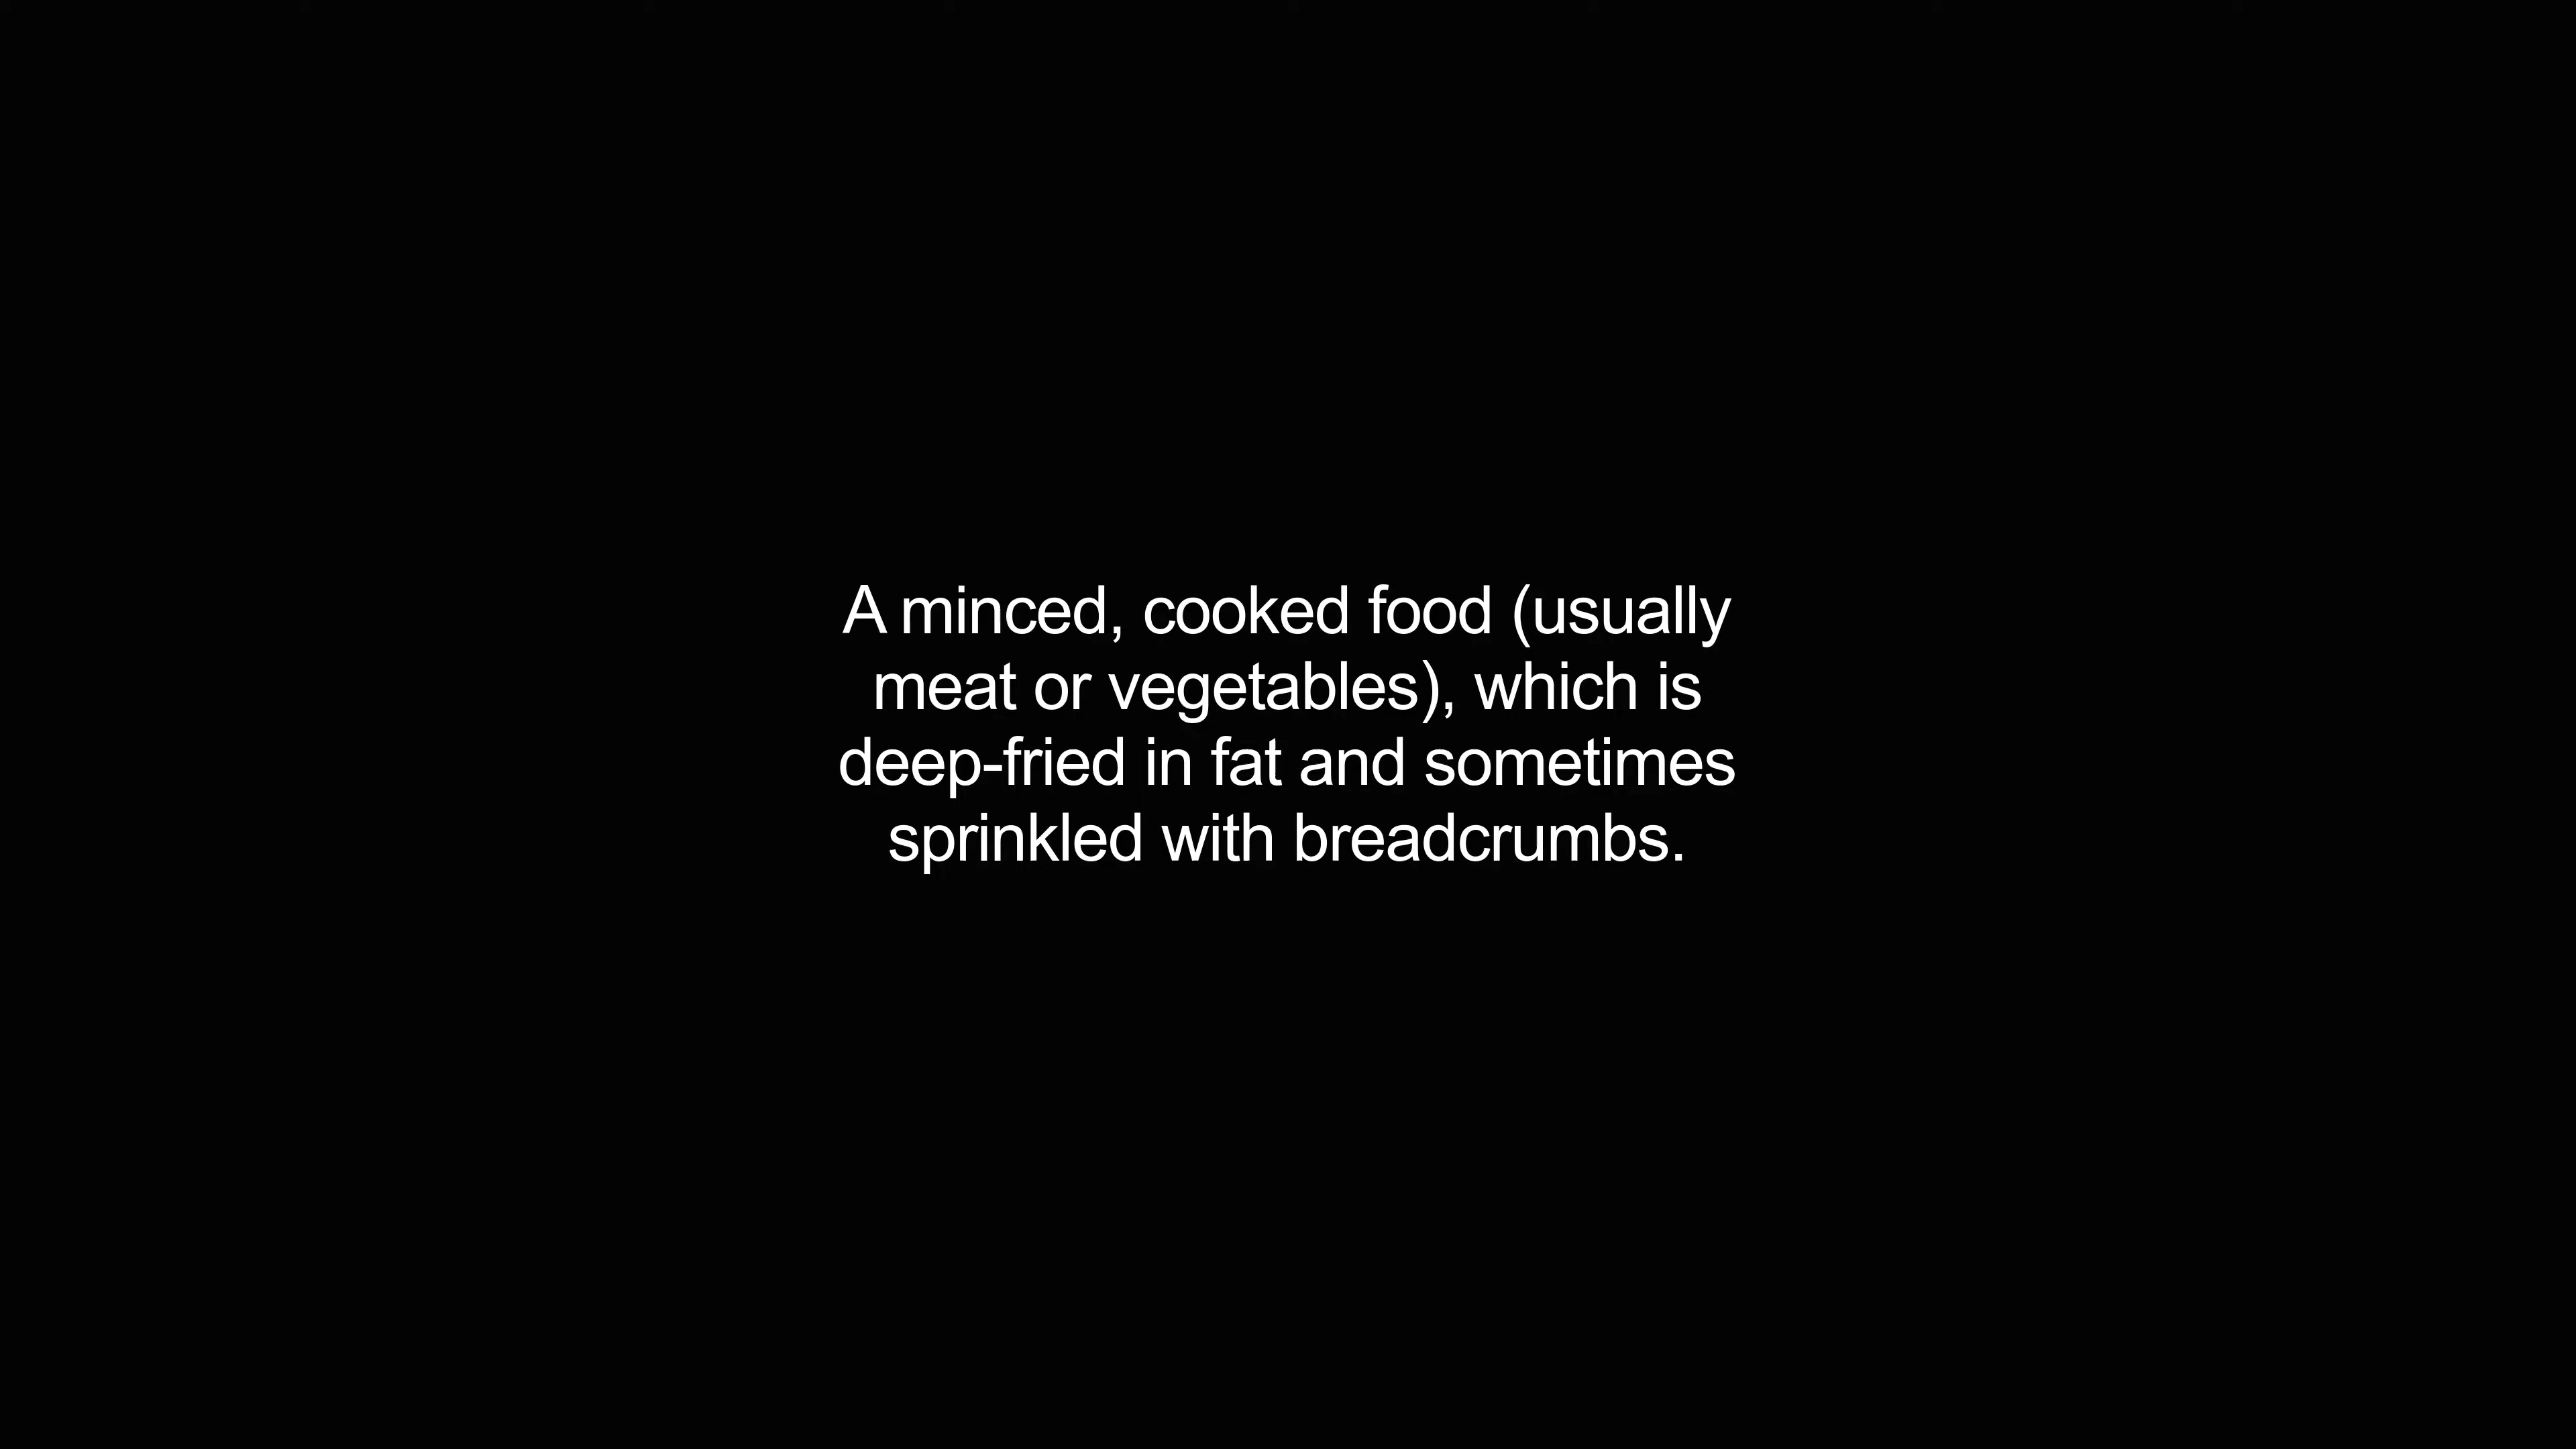 A minced, cooked food (usually
meat or vegetables), which is
deep-fried in fat and sometimes
sprinkled with breadcrumbs.